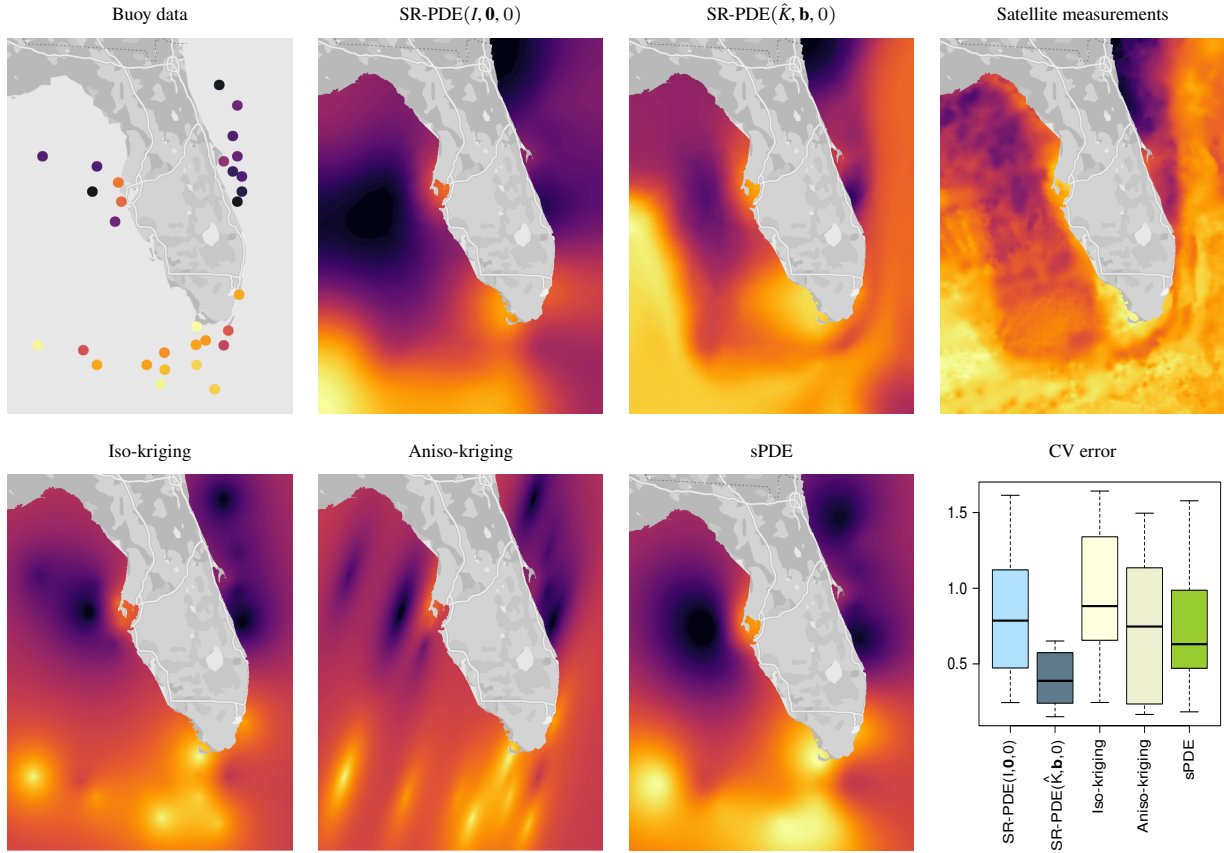 Buoy data
SR-PDE(I, 0, 0)
SR-PDE(K̂, b, 0)
Satellite measurements
Iso-kriging
Aniso-kriging
sPDE
CV error
1.5
1.0
0.5
SR-PDE(I, 0, 0)
SR-PDE(K̂, b, 0)
Iso-kriging
Aniso-kriging
sPDE